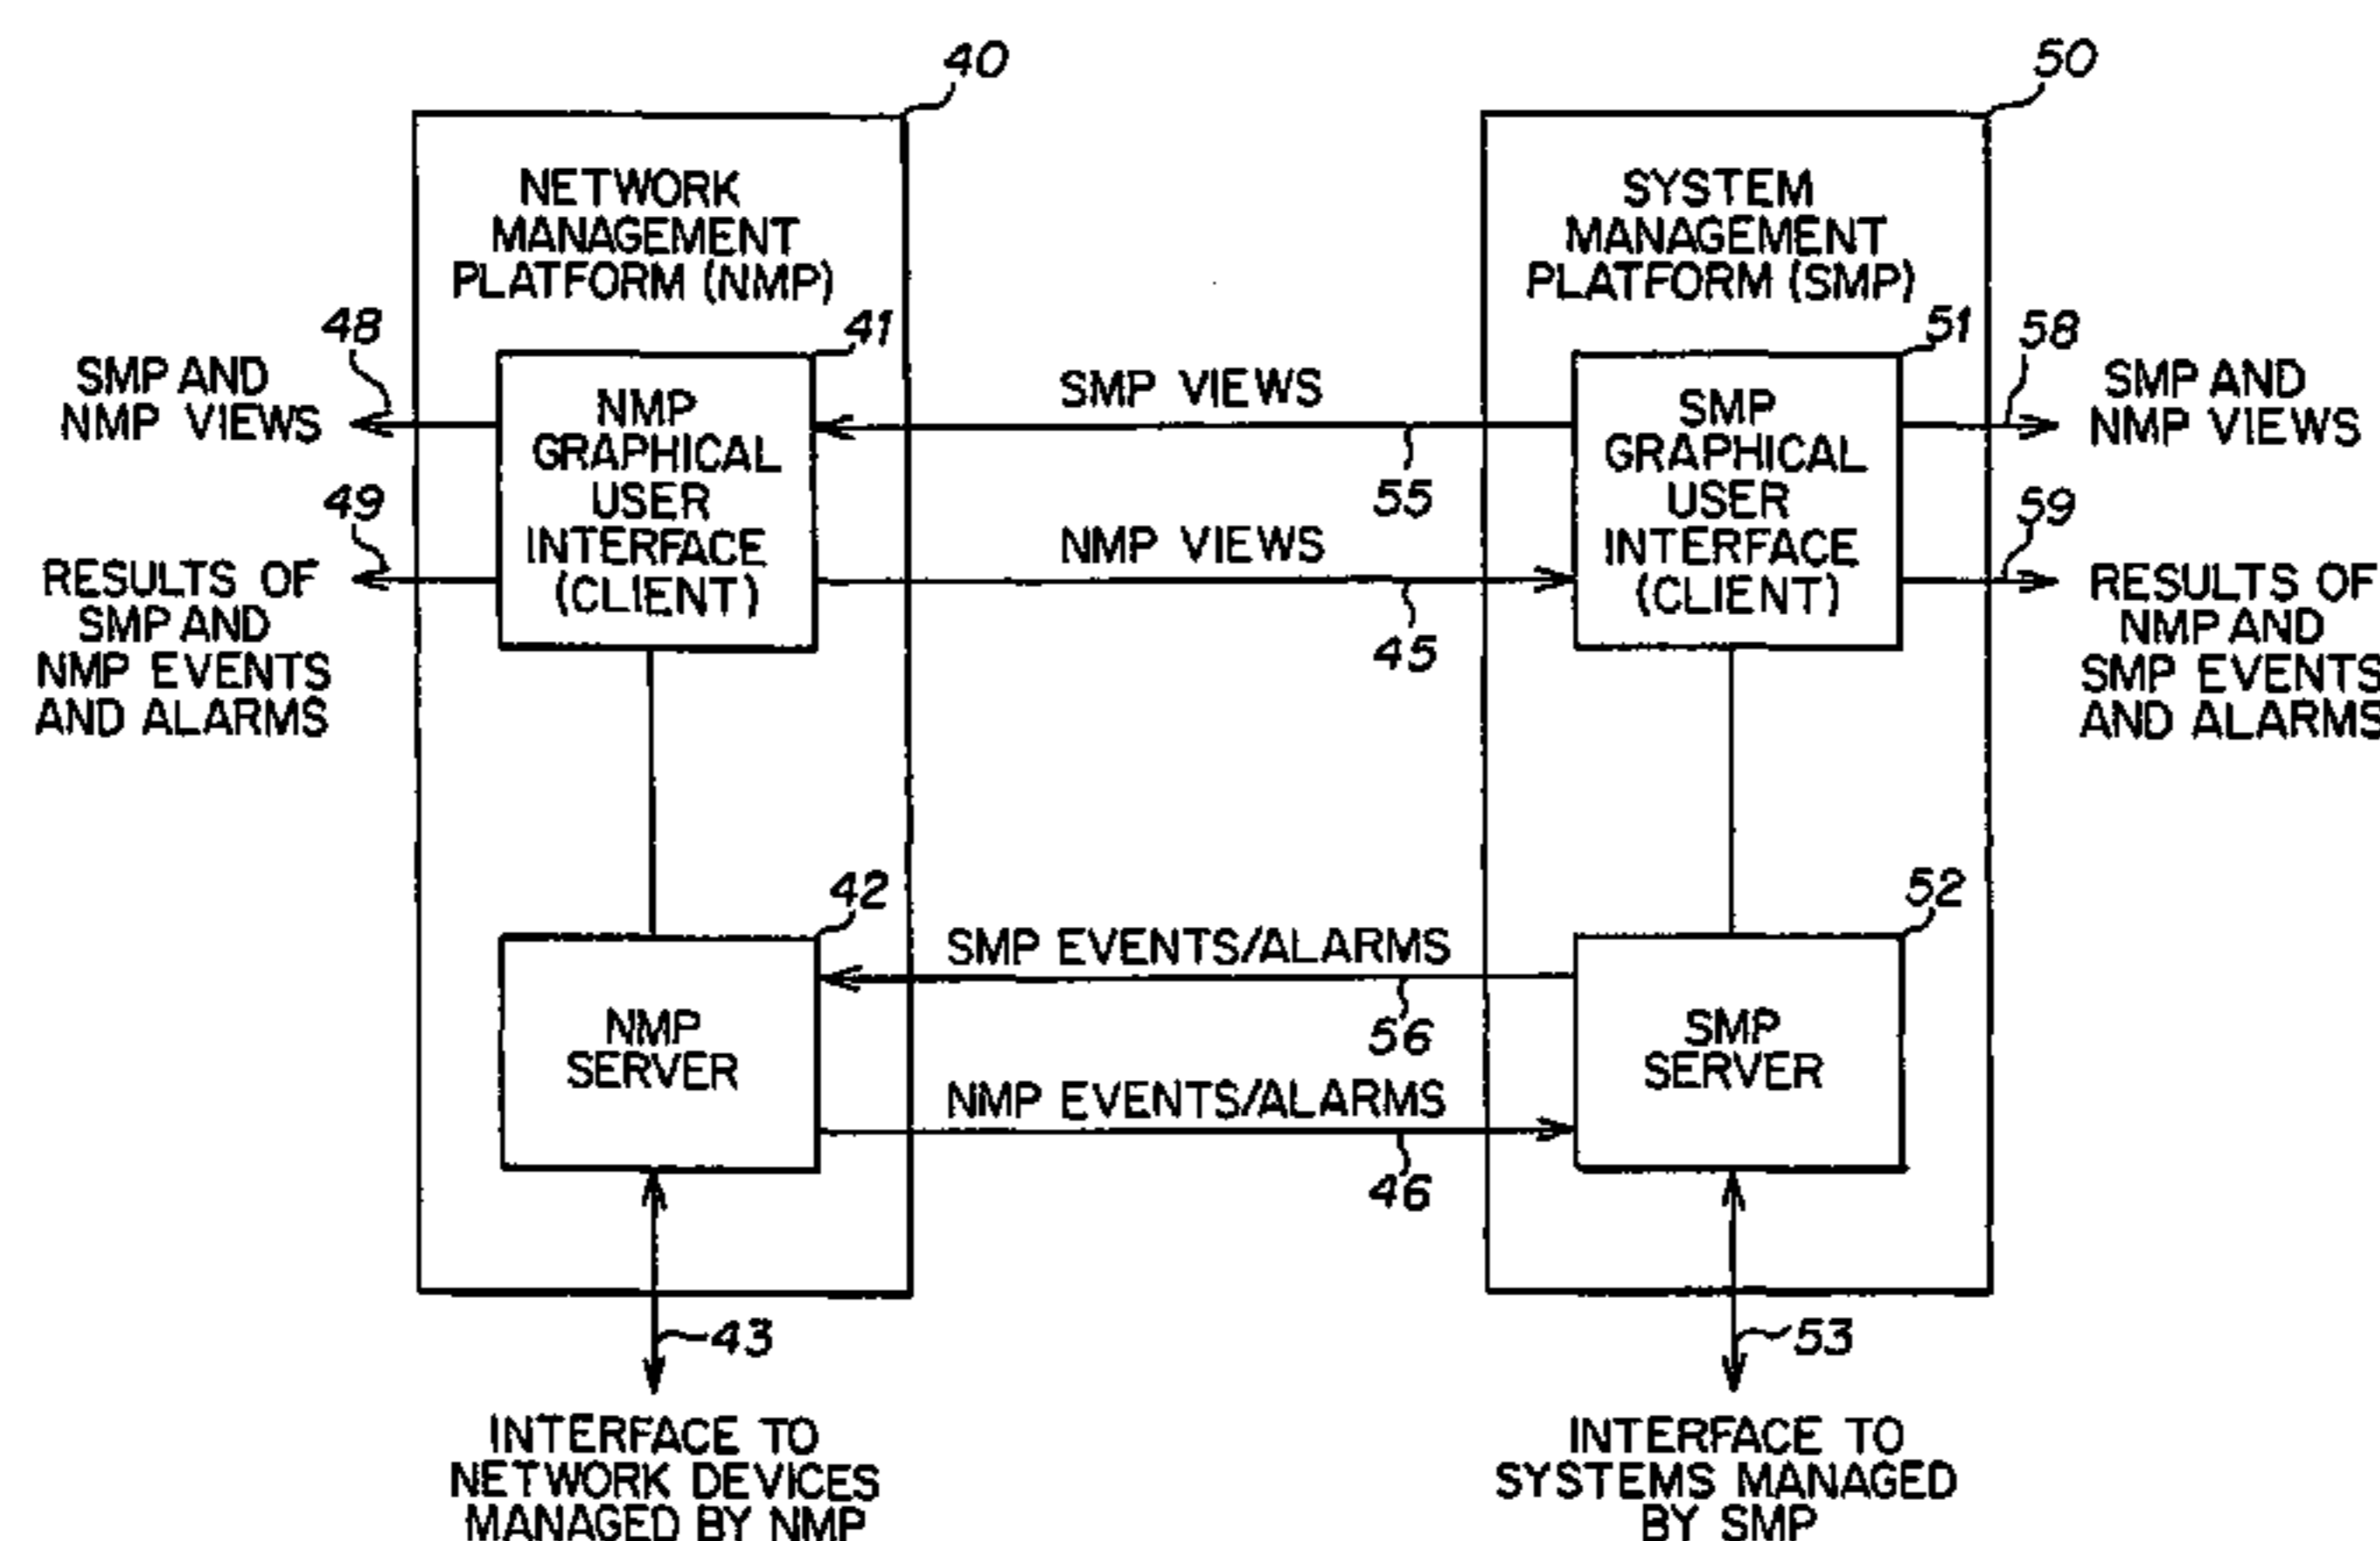 40
50
NETWORK
MANAGEMENT
PLATFORM (NMP)
SYSTEM
MANAGEMENT
PLATFORM (SMP)
48
41
51
58
SMP AND
NMP VIEWS
NMP
GRAPHICAL
USER
INTERFACE
(CLIENT)
SMP VIEWS
55
SMP
GRAPHICAL
USER
INTERFACE
(CLIENT)
SMP AND
NMP VIEWS
49
59
RESULTS OF
SMP AND
NMP EVENTS
AND ALARMS
NMP VIEWS
45
RESULTS OF
NMP AND
SMP EVENTS
AND ALARMS
42
52
NMP
SERVER
SMP EVENTS/ALARMS
56
NMP EVENTS/ALARMS
46
SMP
SERVER
43
53
INTERFACE TO
NETWORK DEVICES
MANAGED BY NMP
INTERFACE TO
SYSTEMS MANAGED
BY SMP